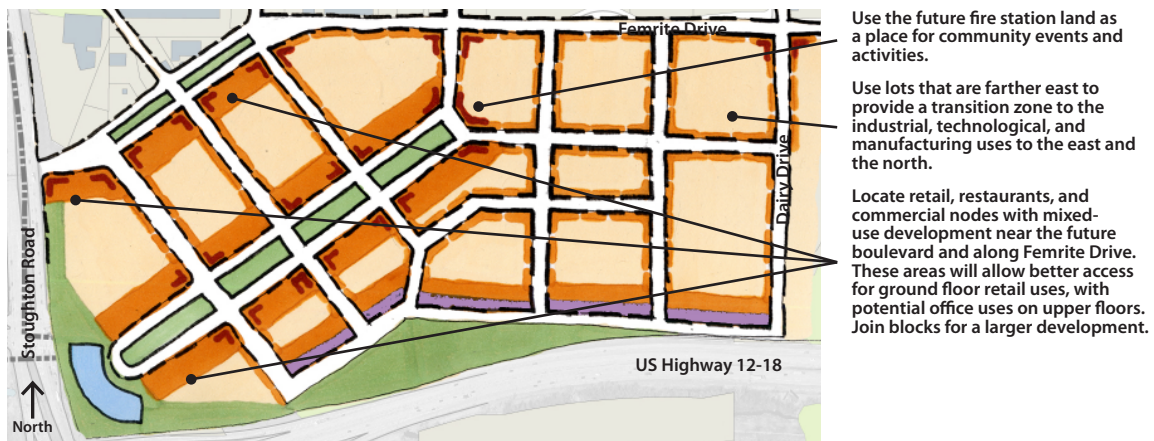 Femrite Drive
Dairy Drive
Stoughton Road
US Highway 12-18
North
Use the future fire station land as
a place for community events and
activities.
Use lots that are farther east to
provide a transition zone to the
industrial, technological, and
manufacturing uses to the east and
the north.
Locate retail, restaurants, and
commercial nodes with mixed-
use development near the future
boulevard and along Femrite Drive.
These areas will allow better access
for ground floor retail uses, with
potential office uses on upper floors.
Join blocks for a larger development.